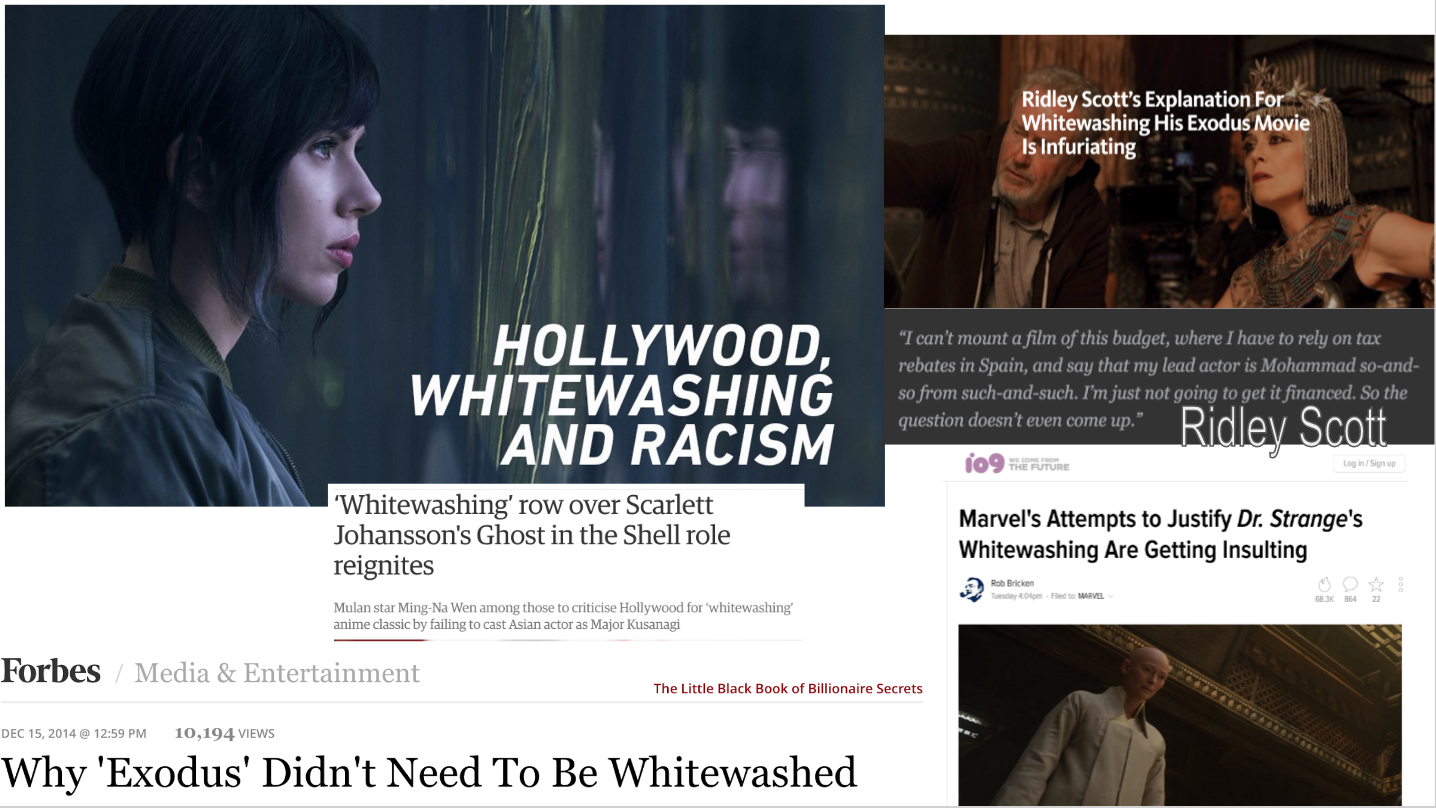 HOLLYWOOD,
WHITEWASHING
AND RACISM
'Whitewashing' row over Scarlett
Johansson's Ghost in the Shell role
reignites
Mulan star Ming-Na Wen among those to criticise Hollywood for 'whitewashing'
anime classic by failing to cast Asian actor as Major Kusanagi
Forbes / Media & Entertainment
The Little Black Book of Billionaire Secrets
DEC 15, 2014 @ 12:59 PM 10,194 VIEWS
Why 'Exodus' Didn't Need To Be Whitewashed
Ridley Scott's Explanation For
Whitewashing His Exodus Movie
Is Infuriating
“I can't mount a film of this budget, where I have to rely on tax
rebates in Spain, and say that my lead actor is Mohammad so-and-
so from such-and-such. I'm just not going to get it financed. So the
question doesn't even come up.”
Ridley Scott
io9 WE COME FROM
THE FUTURE
Log in / Sign up
Marvel's Attempts to Justify Dr. Strange's
Whitewashing Are Getting Insulting
Rob Bricken
Tuesday 4:04pm · Filed to: MARVEL
68.3K 864 22